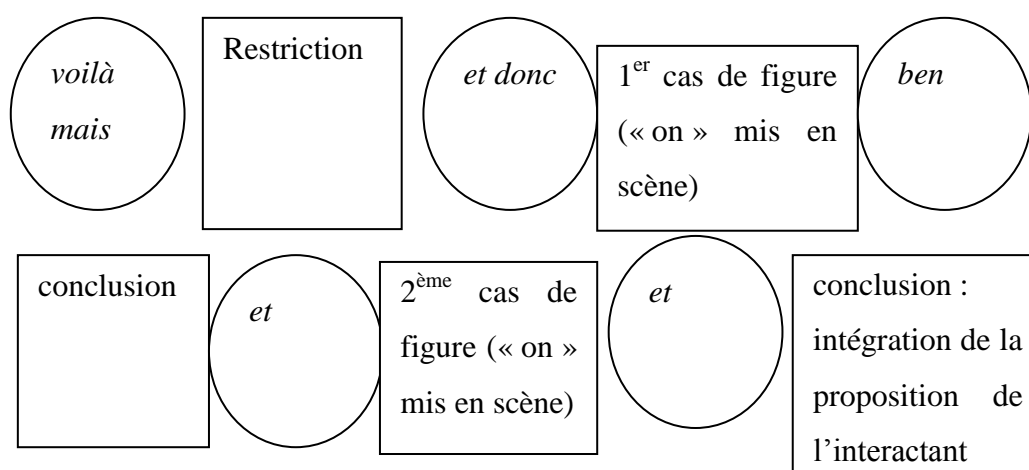 voilà
mais
Restriction
et donc
1er cas de figure
(« on » mis en
scène)
ben
conclusion
et
2ème cas de
figure (« on »
mis en scène)
et
conclusion :
intégration de la
proposition de
l’interactant